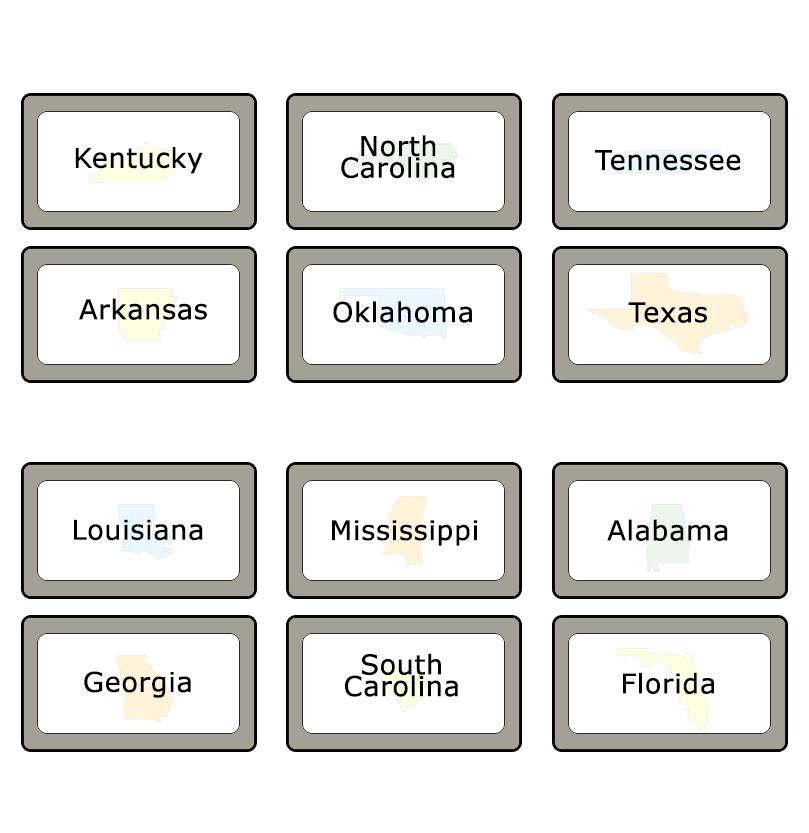 Kentucky
North
Carolina
Tennessee
Arkansas
Oklahoma
Texas
Louisiana
Mississippi
Alabama
Georgia
South
Carolina
Florida